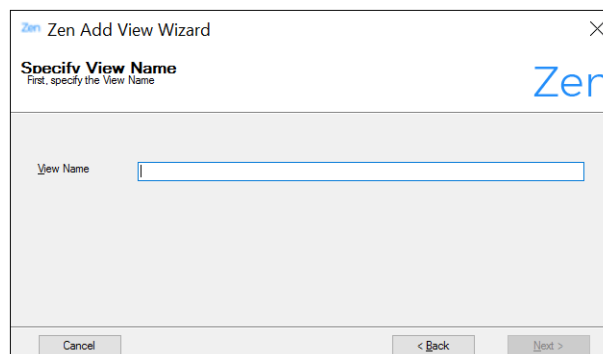 Zen Zen Add View Wizard
Specify View Name
First, specify the View Name
Zen
View Name
Cancel
< Back
Next >